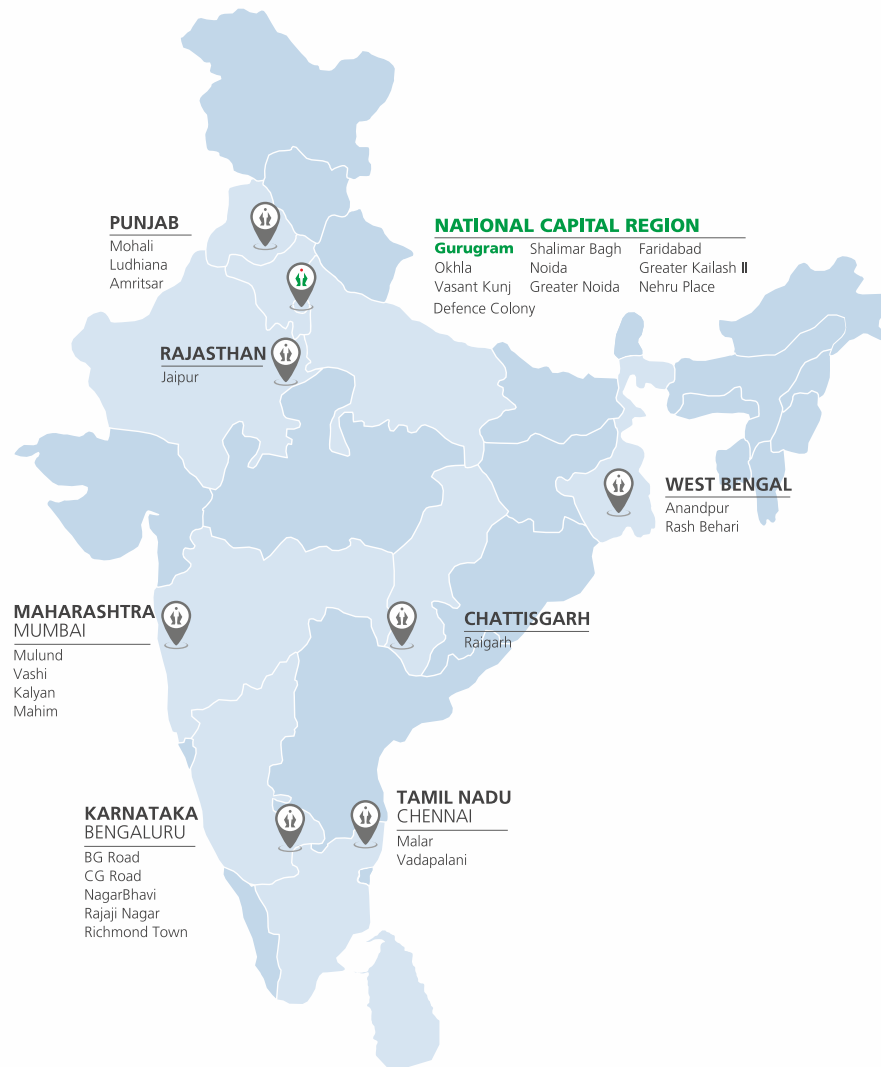 PUNJAB
Mohali
Ludhiana
Amritsar
NATIONAL CAPITAL REGION
Gurugram Shalimar Bagh Faridabad
Okhla Noida Greater Kailash II
Vasant Kunj Greater Noida Nehru Place
Defence Colony
RAJASTHAN
Jaipur
WEST BENGAL
Anandpur
Rash Behari
MAHARASHTRA
MUMBAI
Mulund
Vashi
Kalyan
Mahim
CHATTISGARH
Raigarh
KARNATAKA
BENGALURU
BG Road
CG Road
NagarBhavi
Rajaji Nagar
Richmond Town
TAMIL NADU
CHENNAI
Malar
Vadapalani